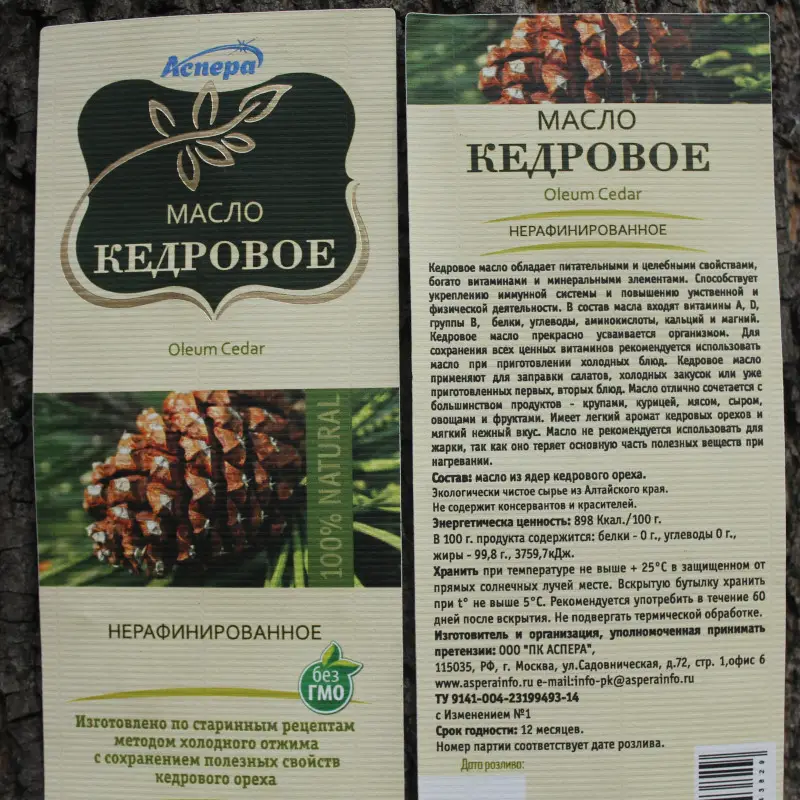 Аспера
МАСЛО
КЕДРОВОЕ
Oleum Cedar
100% NATURAL
НЕРАФИНИРОВАННОЕ
без
ГМО
Изготовлено по старинным рецептам
методом холодного отжима
с сохранением полезных свойств
кедрового ореха
МАСЛО
КЕДРОВОЕ
Oleum Cedar
НЕРАФИНИРОВАННОЕ
Кедровое масло обладает питательными и целебными свойствами,
богато витаминами и минеральными элементами. Способствует
укреплению иммунной системы и повышению умственной и
физической деятельности. В состав масла входят витамины А, D,
группы В, белки, углеводы, аминокислоты, кальций и магний.
Кедровое масло прекрасно усваивается организмом. Для
сохранения всех ценных витаминов рекомендуется использовать
масло при приготовлении холодных блюд. Кедровое масло
применяют для заправки салатов, холодных закусок или уже
приготовленных первых, вторых блюд. Масло отлично сочетается с
большинством продуктов - крупами, курицей, мясом, сыром,
овощами и фруктами. Имеет легкий аромат кедровых орехов и
мягкий нежный вкус. Масло не рекомендуется использовать для
жарки, так как оно теряет основную часть полезных веществ при
нагревании.
Состав: масло из ядер кедрового ореха.
Экологически чистое сырье из Алтайского края.
Не содержит консервантов и красителей.
Энергетическа ценность: 898 Ккал./100 г.
В 100 г. продукта содержится: белки - 0 г., углеводы 0 г.,
жиры - 99,8 г., 3759,7кДж.
Хранить при температуре не выше + 25°С в защищенном от
прямых солнечных лучей месте. Вскрытую бутылку хранить
при t° не выше 5°С. Рекомендуется употребить в течение 60
дней после вскрытия. Не подвергать термической обработке.
Изготовитель и организация, уполномоченная принимать
претензии: ООО "ПК АСПЕРА",
115035, РФ, г. Москва, ул.Садовническая, д.72, стр. 1,офис 6
www.asperainfo.ru e-mail:info-pk@asperainfo.ru
ТУ 9141-004-23199493-14
с Изменением №1
Срок годности: 12 месяцев.
Номер партии соответствует дате розлива.
Дата розлива: